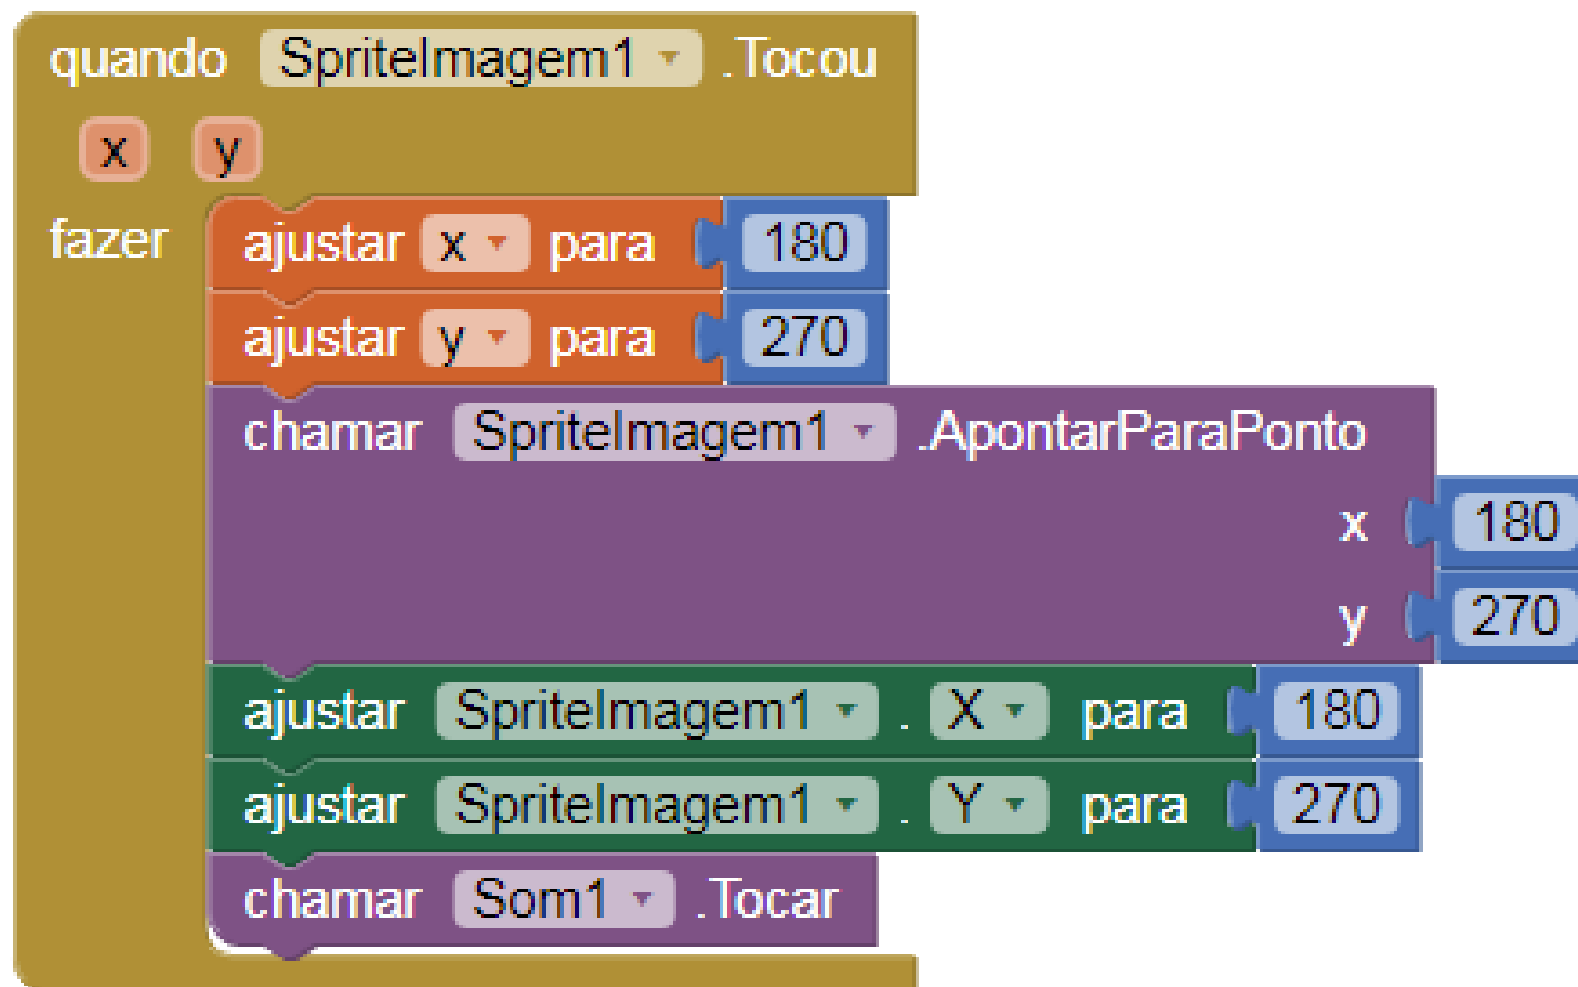 quando SpriteImagem1 .Tocou
x y
fazer ajustar x para 180
ajustar y para 270
chamar SpriteImagem1 .ApontarParaPonto
x 180
y 270
ajustar SpriteImagem1 . X para 180
ajustar SpriteImagem1 . Y para 270
chamar Som1 .Tocar